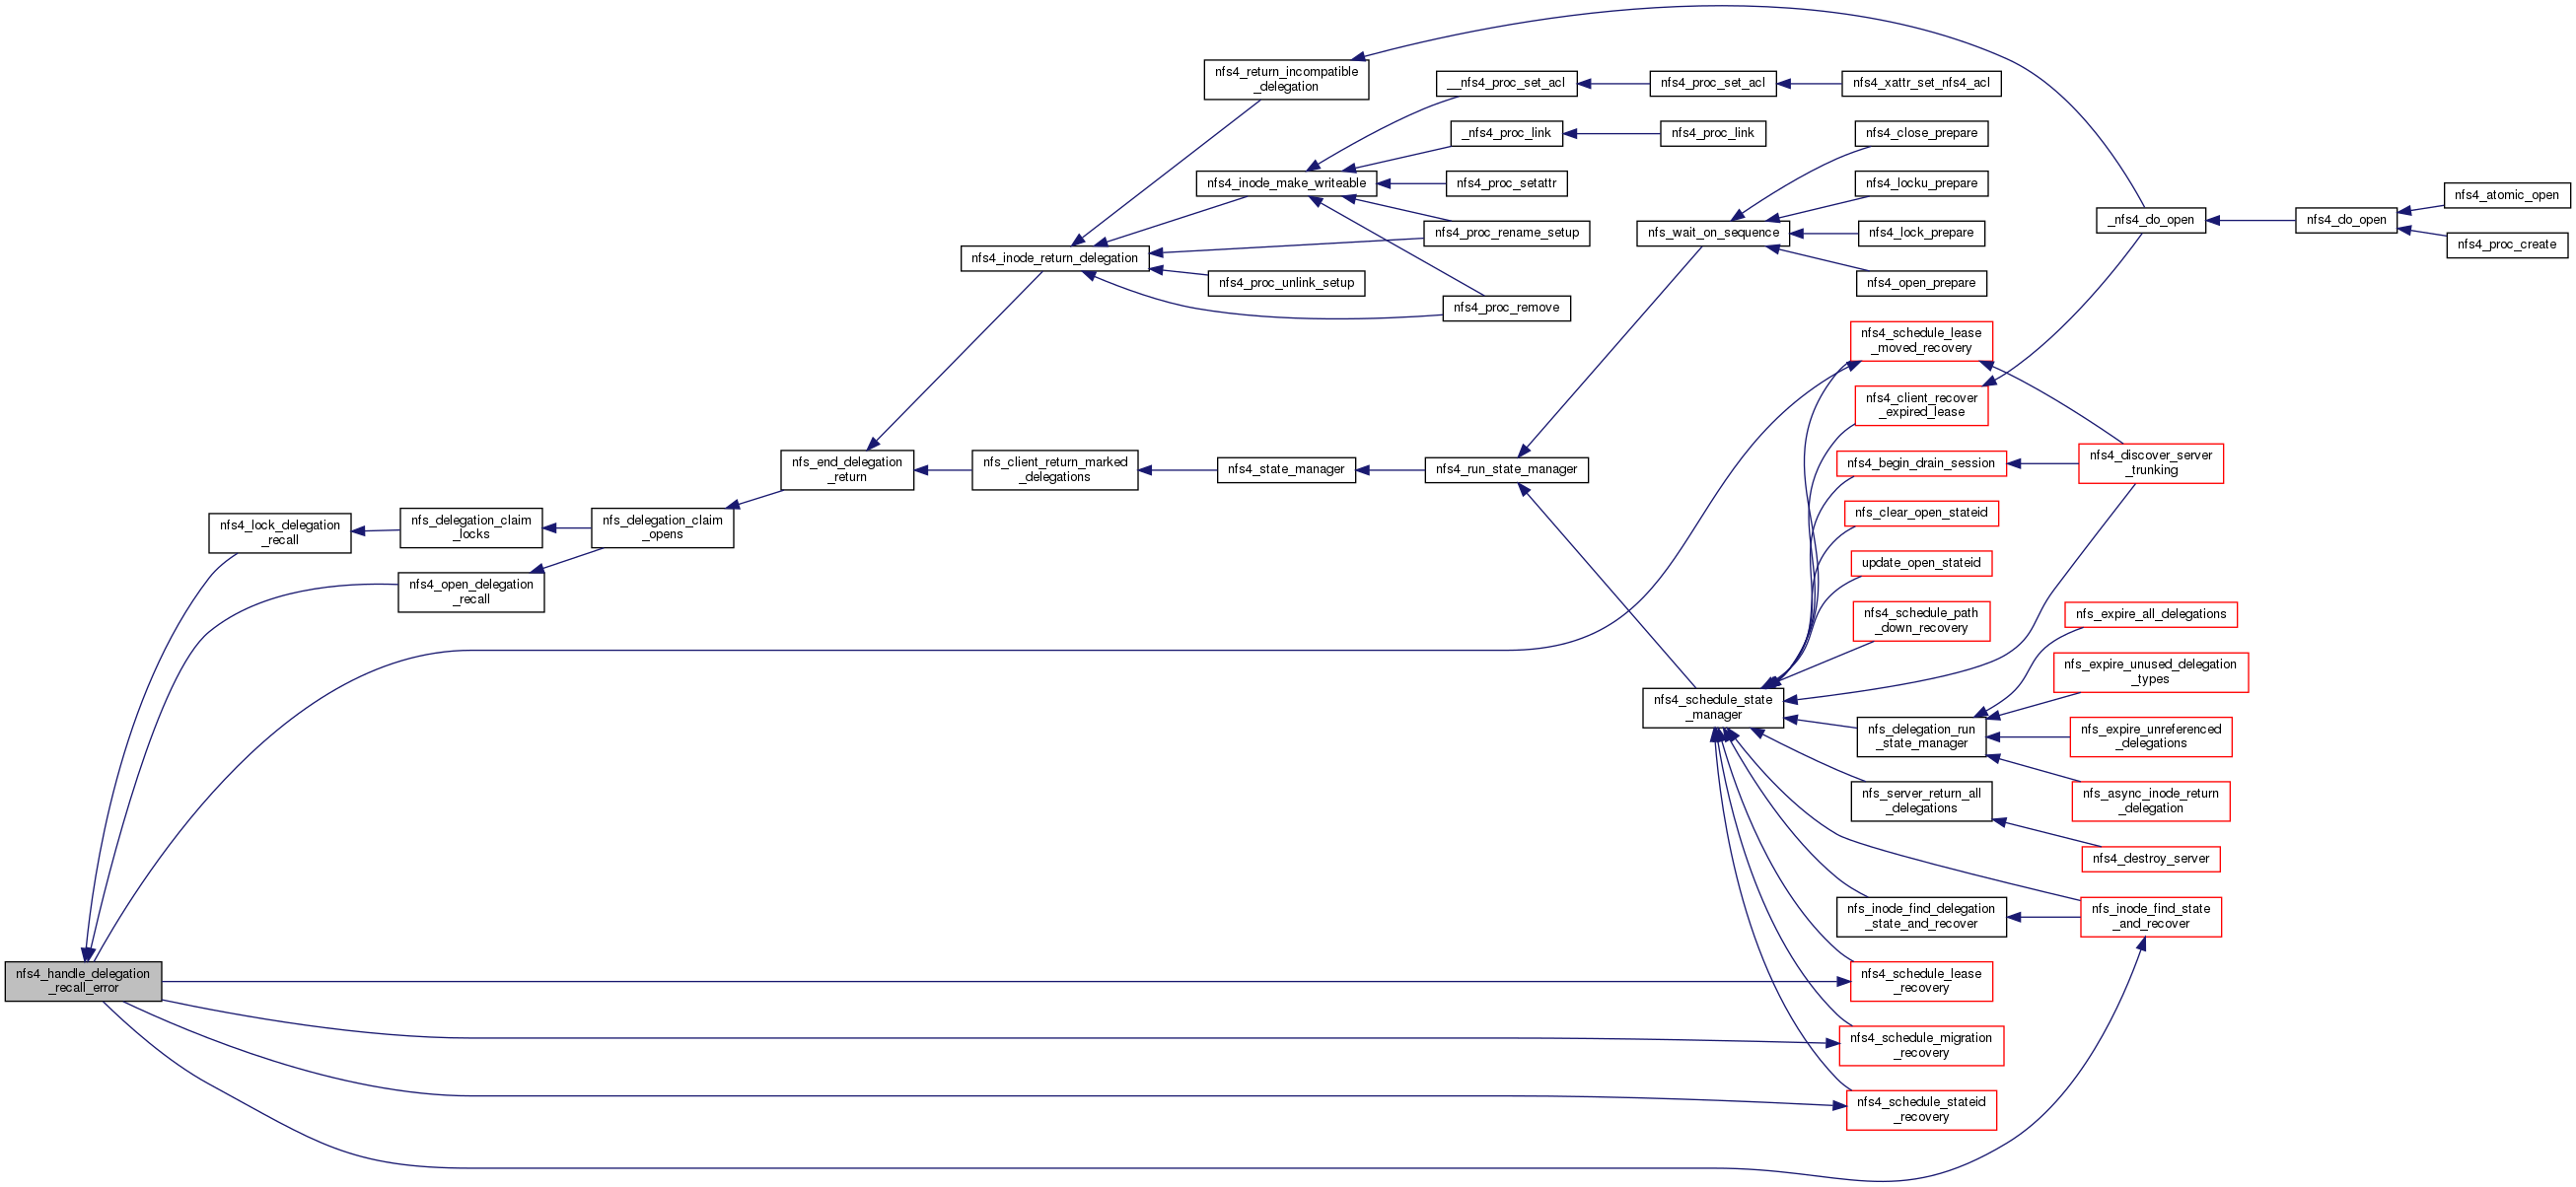 nfs4_return_incompatible
_delegation
__nfs4_proc_set_acl
nfs4_proc_set_acl
nfs4_xattr_set_nfs4_acl
_nfs4_proc_link
nfs4_proc_link
nfs4_close_prepare
nfs4_inode_make_writeable
nfs4_proc_setattr
nfs4_locku_prepare
nfs4_atomic_open
nfs4_proc_rename_setup
nfs_wait_on_sequence
nfs4_lock_prepare
_nfs4_do_open
nfs4_do_open
nfs4_proc_create
nfs4_inode_return_delegation
nfs4_proc_unlink_setup
nfs4_open_prepare
nfs4_proc_remove
nfs4_schedule_lease
_moved_recovery
nfs4_client_recover
_expired_lease
nfs_end_delegation
_return
nfs_client_return_marked
_delegations
nfs4_state_manager
nfs4_run_state_manager
nfs4_begin_drain_session
nfs4_discover_server
_trunking
nfs4_lock_delegation
_recall
nfs_delegation_claim
_locks
nfs_delegation_claim
_opens
nfs_clear_open_stateid
nfs4_open_delegation
_recall
update_open_stateid
nfs4_schedule_path
_down_recovery
nfs_expire_all_delegations
nfs_expire_unused_delegation
_types
nfs4_schedule_state
_manager
nfs_delegation_run
_state_manager
nfs_expire_unreferenced
_delegations
nfs_server_return_all
_delegations
nfs_async_inode_return
_delegation
nfs4_destroy_server
nfs_inode_find_delegation
_state_and_recover
nfs_inode_find_state
_and_recover
nfs4_handle_delegation
_recall_error
nfs4_schedule_lease
_recovery
nfs4_schedule_migration
_recovery
nfs4_schedule_stateid
_recovery